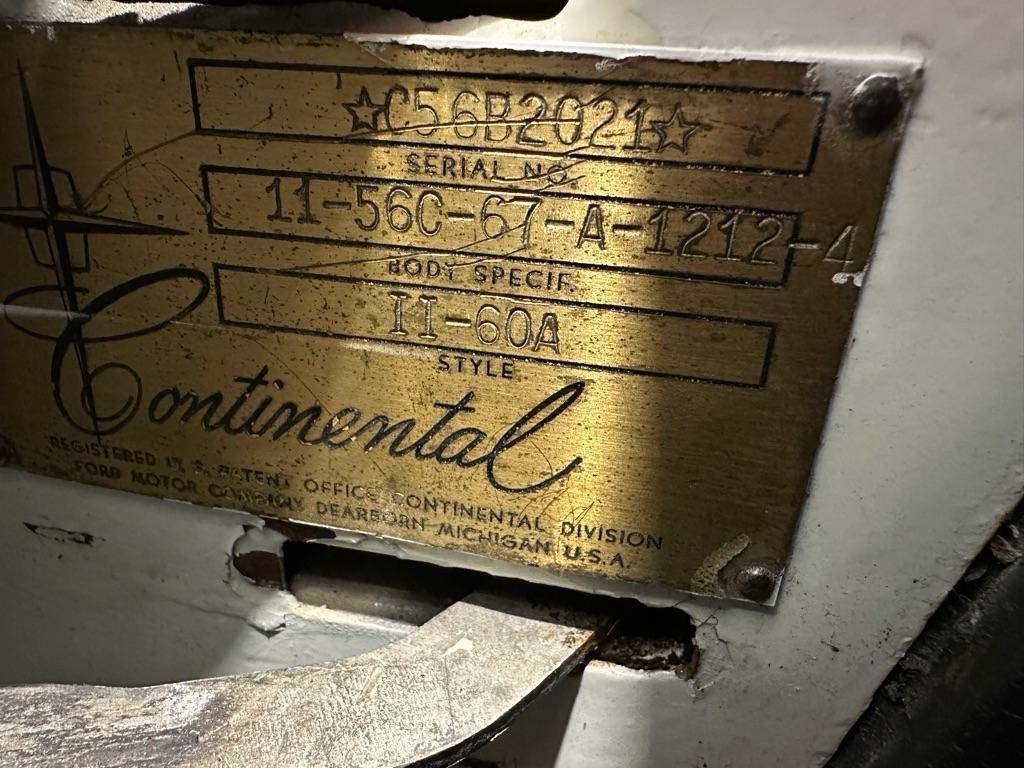 ☆C56B2021☆
SERIAL NO.
11-56C-67-A-1212-4
BODY SPECIF.
II-60A
STYLE
Continental
REGISTERED U. S. PATENT OFFICE CONTINENTAL DIVISION
FORD MOTOR COMPANY DEARBORN MICHIGAN U.S.A.